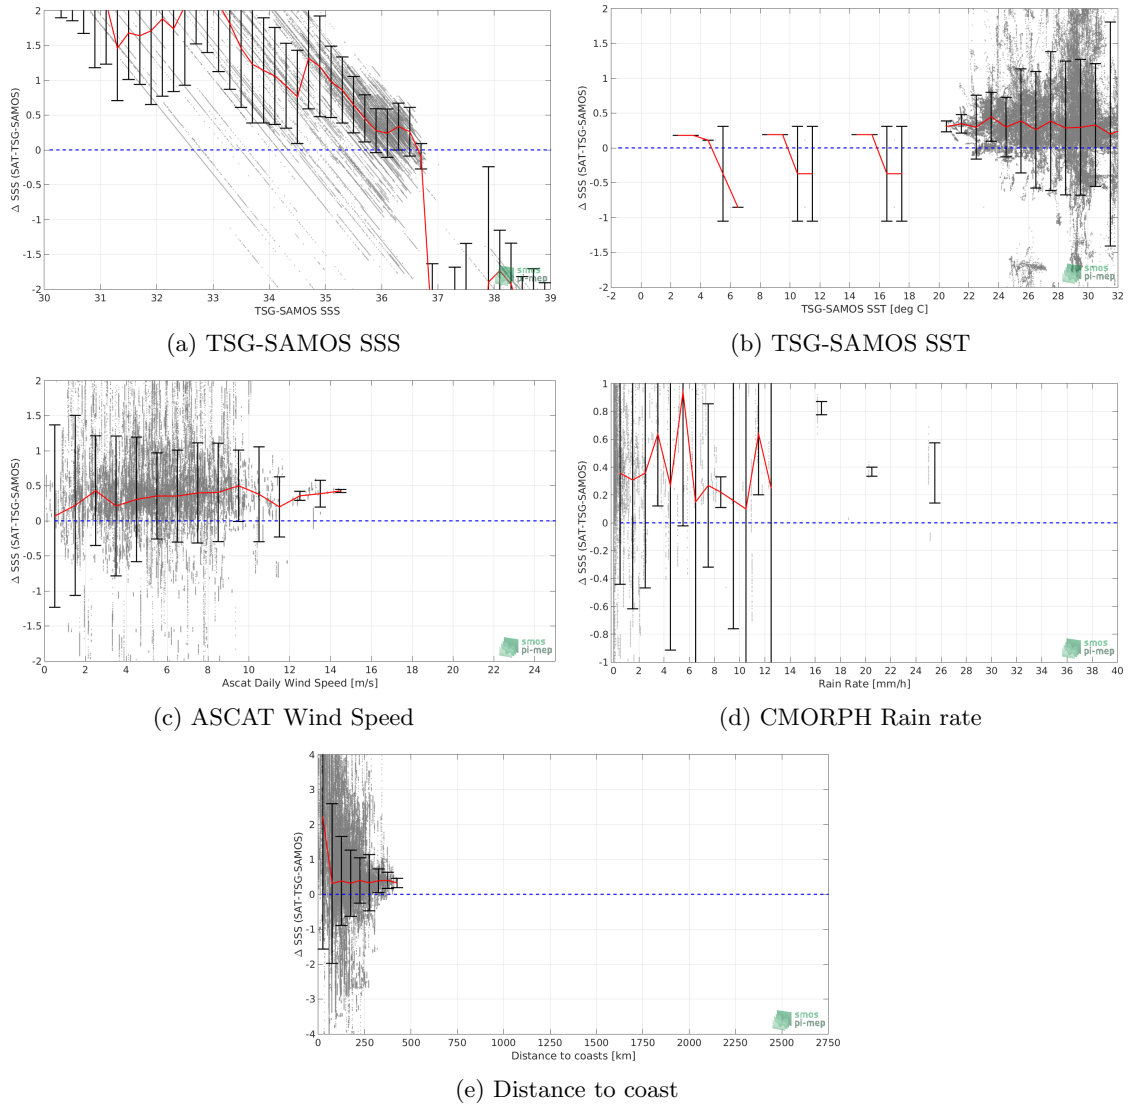 2
1.5
1
0.5
0
-0.5
-1
-1.5
-2
Δ SSS (SAT-TSG-SAMOS)
30 31 32 33 34 35 36 37 38 39
TSG-SAMOS SSS
smos
pi-mep
(a) TSG-SAMOS SSS
2
1.5
1
0.5
0
-0.5
-1
-1.5
-2
Δ SSS (SAT-TSG-SAMOS)
-2 0 2 4 6 8 10 12 14 16 18 20 22 24 26 28 30 32
TSG-SAMOS SST [deg C]
smos
pi-mep
(b) TSG-SAMOS SST
2
1.5
1
0.5
0
-0.5
-1
-1.5
-2
Δ SSS (SAT-TSG-SAMOS)
0 2 4 6 8 10 12 14 16 18 20 22 24
Ascat Daily Wind Speed [m/s]
smos
pi-mep
(c) ASCAT Wind Speed
1
0.8
0.6
0.4
0.2
0
-0.2
-0.4
-0.6
-0.8
-1
Δ SSS (SAT-TSG-SAMOS)
0 2 4 6 8 10 12 14 16 18 20 22 24 26 28 30 32 34 36 38 40
Rain Rate [mm/h]
smos
pi-mep
(d) CMORPH Rain rate
4
3
2
1
0
-1
-2
-3
-4
Δ SSS (SAT-TSG-SAMOS)
0 250 500 750 1000 1250 1500 1750 2000 2250 2500 2750
Distance to coasts [km]
smos
pi-mep
(e) Distance to coast